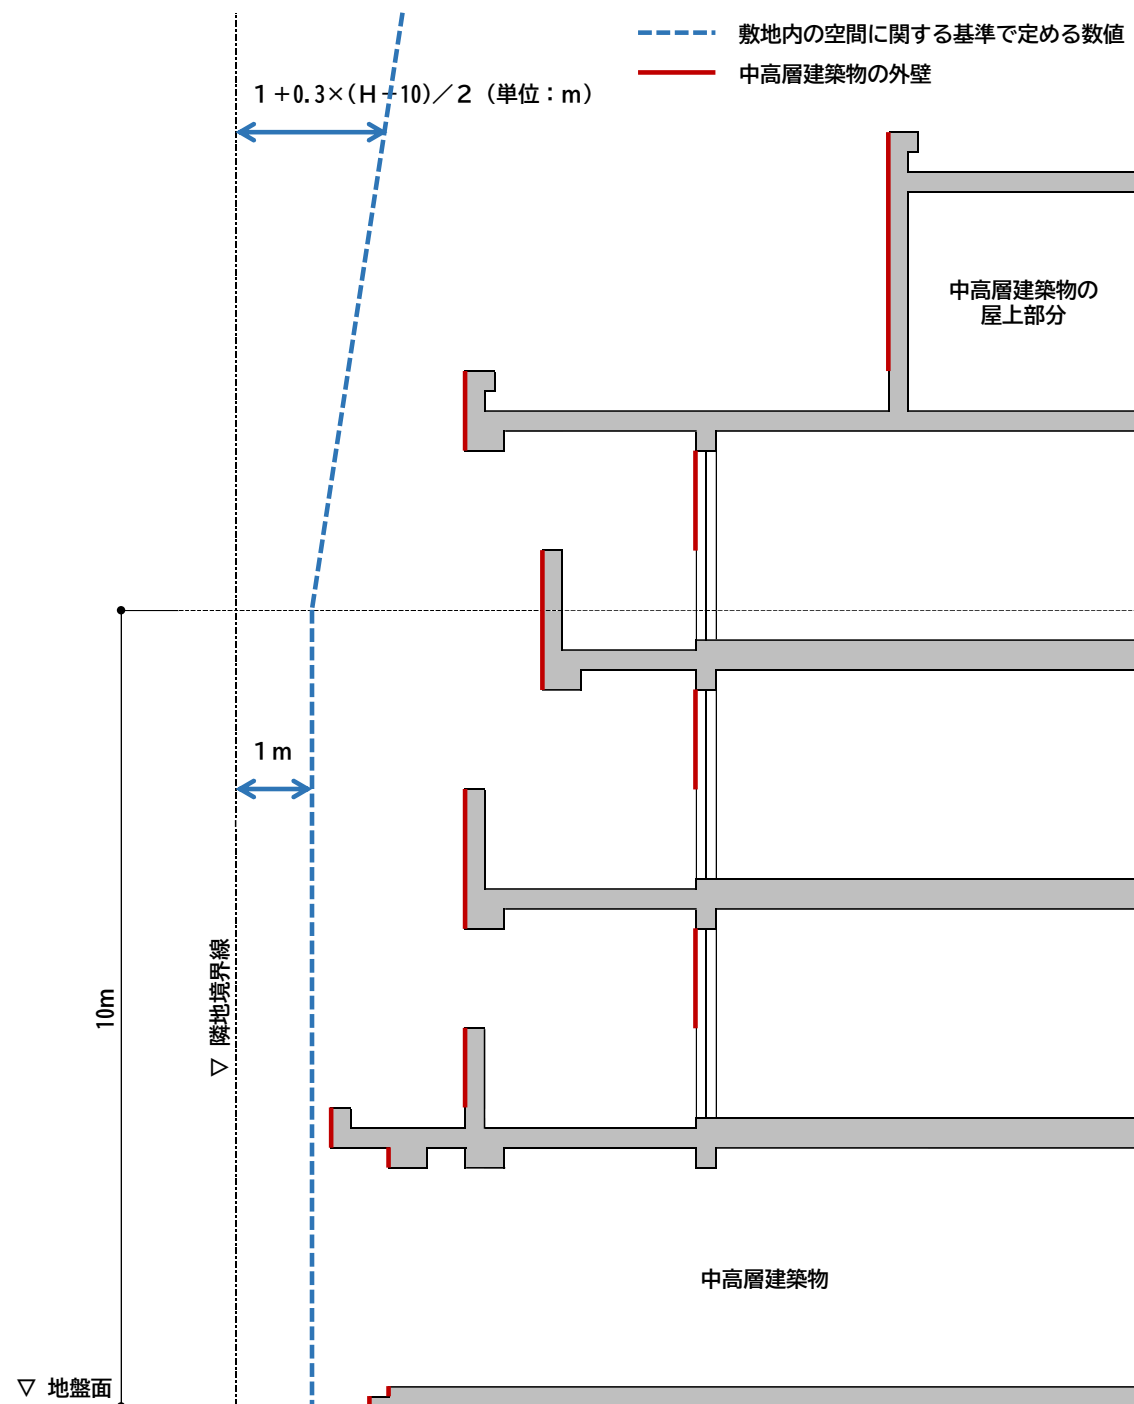 敷地内の空間に関する基準で定める数値
中高層建築物の外壁
1+0.3×(H-10)/2 (単位：m)
中高層建築物の
屋上部分
1m
▽ 隣地境界線
10m
中高層建築物
▽ 地盤面